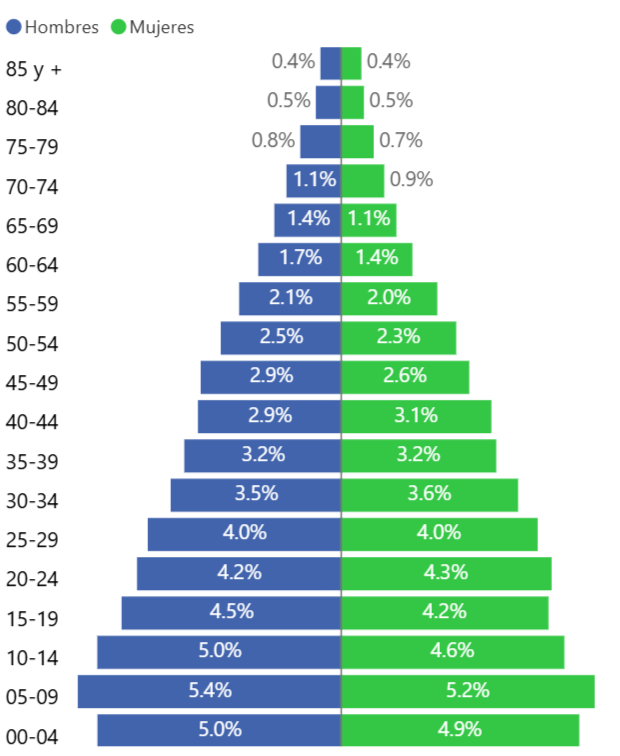 Hombres Mujeres
85 y + 0.4% 0.4%
80-84 0.5% 0.5%
75-79 0.8% 0.7%
70-74 1.1% 0.9%
65-69 1.4% 1.1%
60-64 1.7% 1.4%
55-59 2.1% 2.0%
50-54 2.5% 2.3%
45-49 2.9% 2.6%
40-44 2.9% 3.1%
35-39 3.2% 3.2%
30-34 3.5% 3.6%
25-29 4.0% 4.0%
20-24 4.2% 4.3%
15-19 4.5% 4.2%
10-14 5.0% 4.6%
05-09 5.4% 5.2%
00-04 5.0% 4.9%